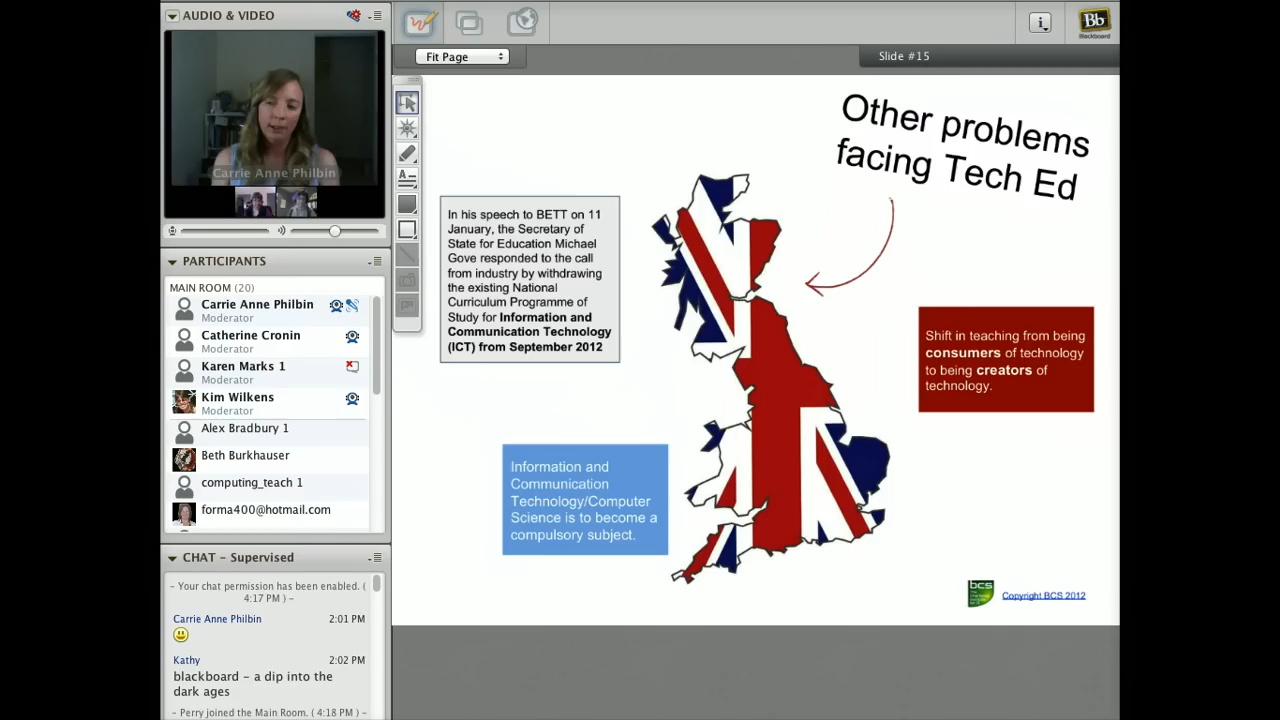 AUDIO & VIDEO
Carrie Anne Philbin
PARTICIPANTS
MAIN ROOM (20)
Carrie Anne Philbin
Moderator
Catherine Cronin
Moderator
Karen Marks 1
Moderator
Kim Wilkens
Moderator
Alex Bradbury 1
Beth Burkhauser
computing_teach 1
forma400@hotmail.com
CHAT – Supervised
– Your chat permission has been enabled. (
4:17 PM ) –
Carrie Anne Philbin 2:01 PM
Kathy 2:02 PM
blackboard – a dip into the
dark ages
– Perry joined the Main Room. ( 4:18 PM ) –
Fit Page
Slide #15
i
Bb
Blackboard
Other problems
facing Tech Ed
In his speech to BETT on 11
January, the Secretary of
State for Education Michael
Gove responded to the call
from industry by withdrawing
the existing National
Curriculum Programme of
Study for Information and
Communication Technology
(ICT) from September 2012
Shift in teaching from being
consumers of technology
to being creators of
technology.
Information and
Communication
Technology/Computer
Science is to become a
compulsory subject.
bcs
Copyright BCS 2012